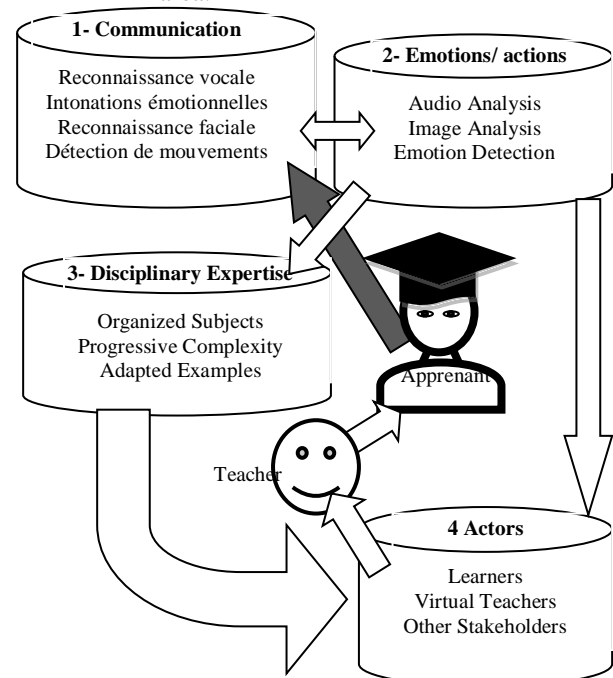 1- Communication
Reconnaissance vocale
Intonations émotionnelles
Reconnaissance faciale
Détection de mouvements
2- Emotions/ actions
Audio Analysis
Image Analysis
Emotion Detection
3- Disciplinary Expertise
Organized Subjects
Progressive Complexity
Adapted Examples
Apprenant
Teacher
4 Actors
Learners
Virtual Teachers
Other Stakeholders